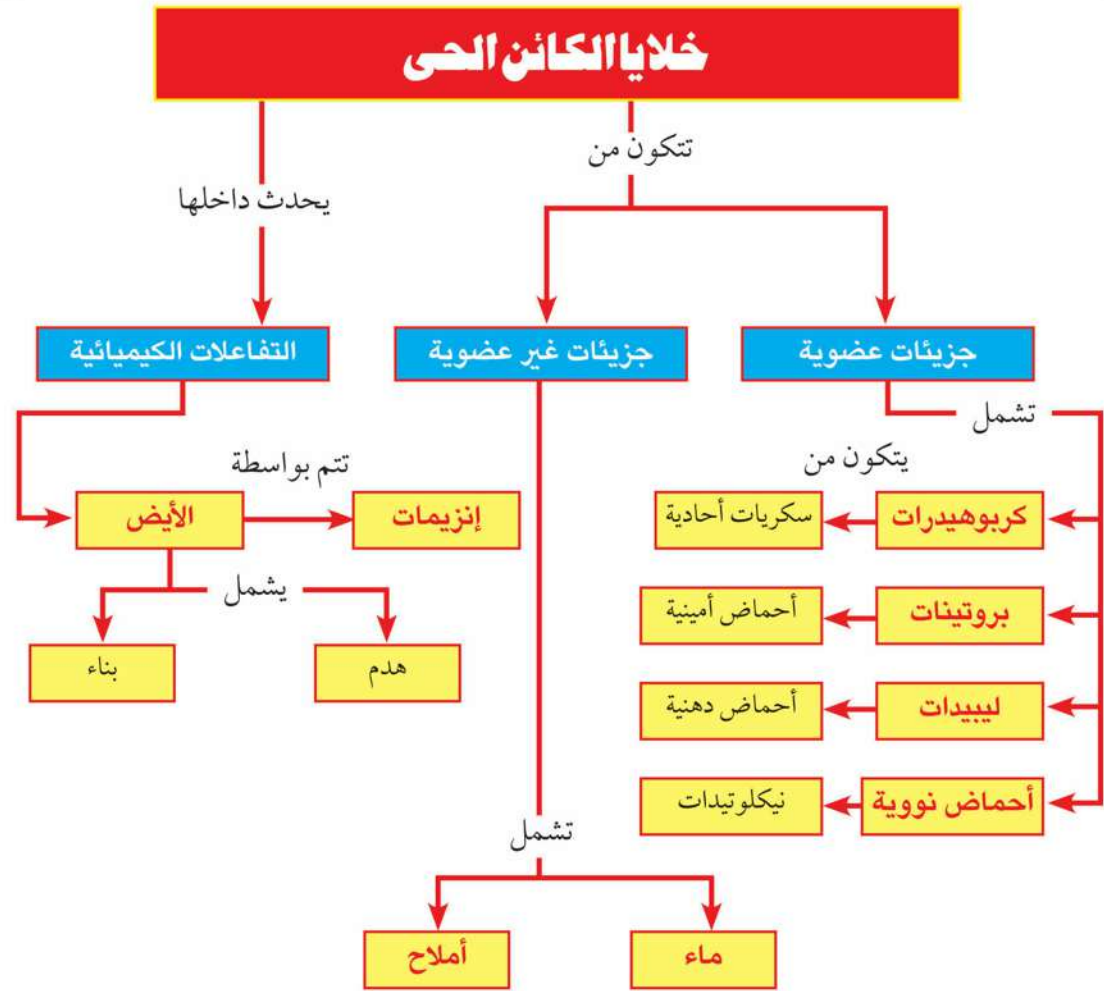 خلايا الكائن الحى
تتكون من
يحدث داخلها
جزيئات عضوية
جزيئات غير عضوية
التفاعلات الكيميائية
تشمل
يتكون من
كربوهيدرات
سكريات أحادية
بروتينات
أحماض أمينية
ليبيدات
أحماض دهنية
أحماض نووية
نيكلوتيدات
تشمل
ماء
أملاح
تتم بواسطة
إنزيمات
الأيض
يشمل
هدم
بناء